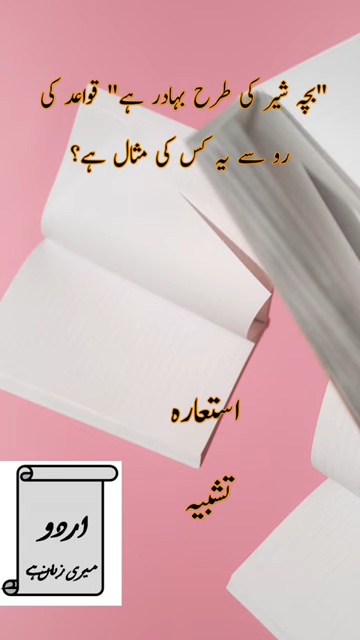 "بچہ شیر کی طرح بہادر ہے" قواعد کی
رو سے یہ کس کی مثال ہے؟
استعارہ
تشبیہ
اردو
میری زبان ہے